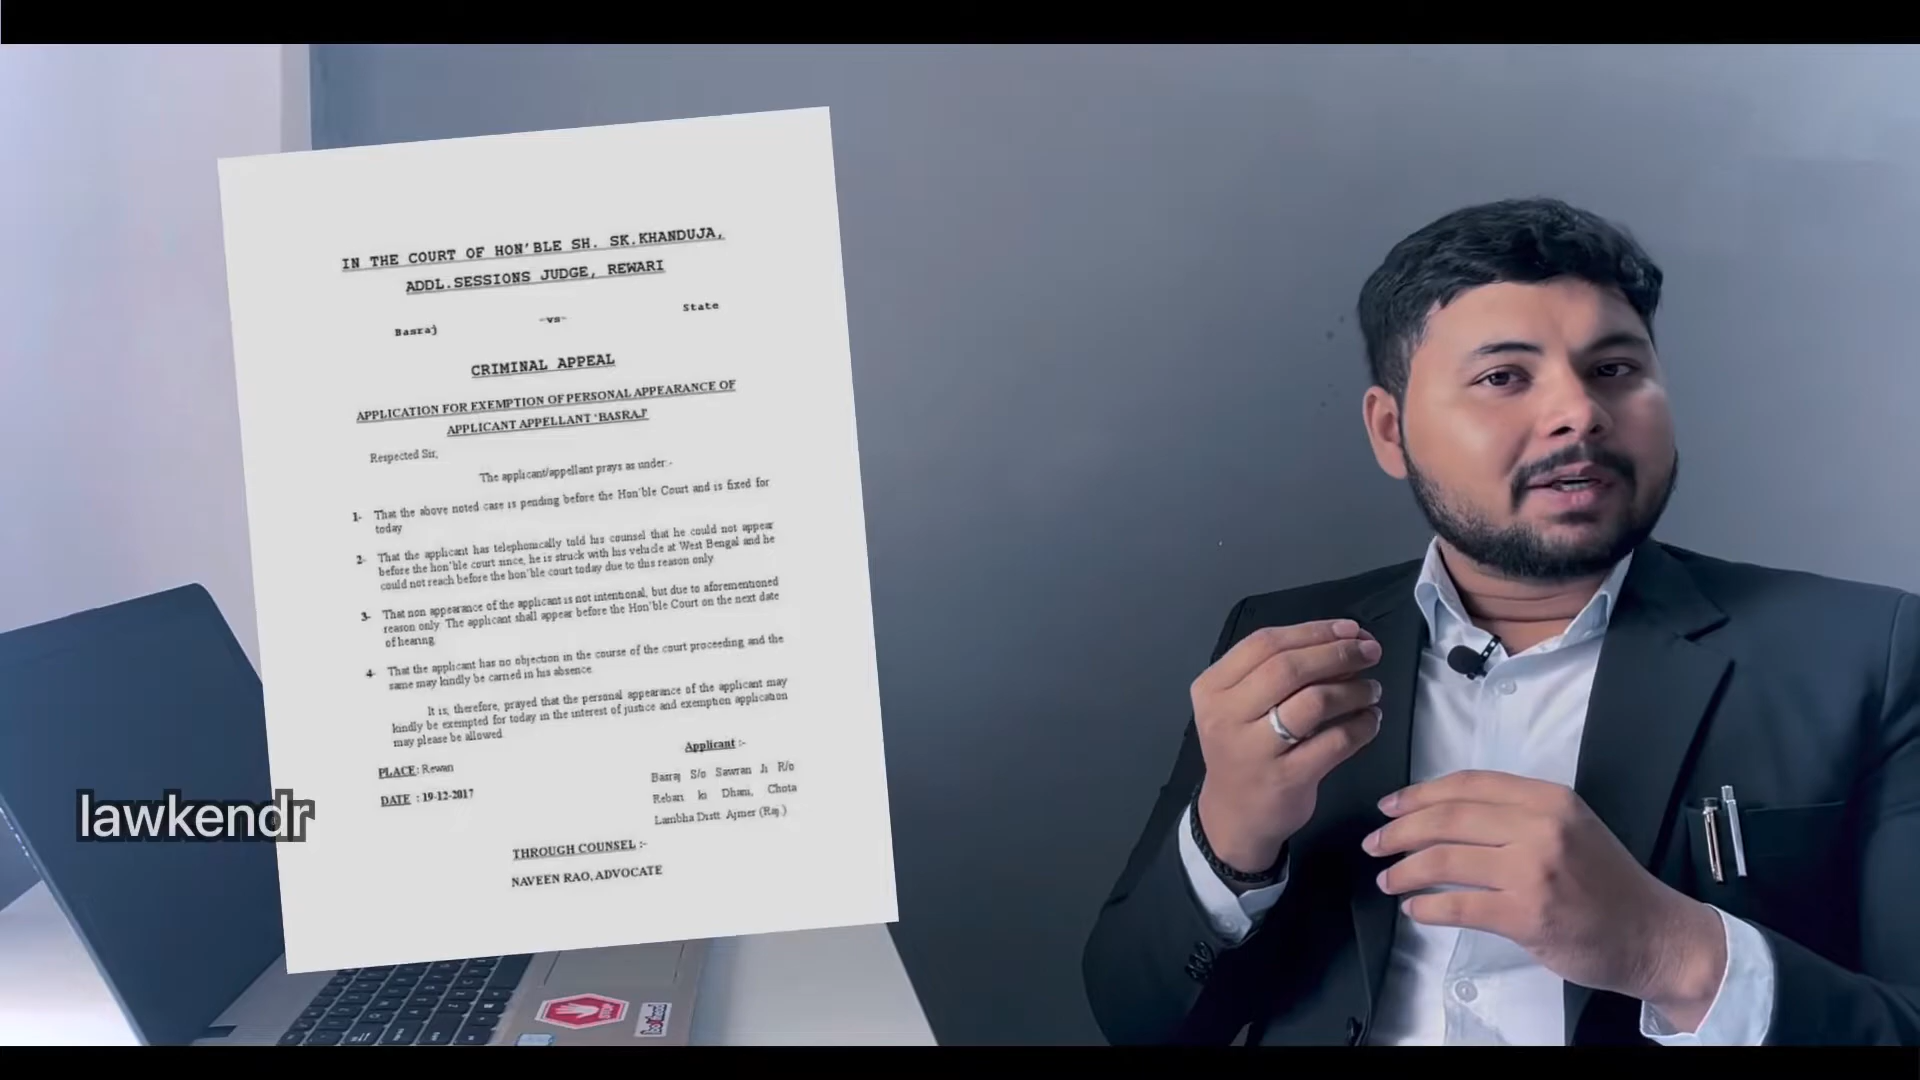 IN THE COURT OF HON'BLE SH. SK.KHANDUJA,
ADDL.SESSIONS JUDGE, REWARI
Basraj -vs- State
CRIMINAL APPEAL
APPLICATION FOR EXEMPTION OF PERSONAL APPEARANCE OF
APPLICANT APPELLANT 'BASRAJ'
Respected Sir,
The applicant/appellant prays as under:-
1- That the above noted case is pending before the Hon'ble Court and is fixed for
today.
2- That the applicant has telephonically told his counsel that he could not appear
before the hon'ble court since, he is struck with his vehicle at West Bengal and he
could not reach before the hon'ble court today due to this reason only.
3- That non appearance of the applicant is not intentional, but due to aforementioned
reason only. The applicant shall appear before the Hon'ble Court on the next date
of hearing.
4- That the applicant has no objection in the course of the court proceeding and the
same may kindly be carried in his absence.
It is, therefore, prayed that the personal appearance of the applicant may
kindly be exempted for today in the interest of justice and exemption application
may please be allowed.
PLACE: Rewari
DATE : 19-12-2017
Applicant :-
Basraj S/o Sawran Ji R/o
Rebari ki Dhani, Chota
Lambha Distt. Ajmer (Raj.)
THROUGH COUNSEL :-
NAVEEN RAO, ADVOCATE
lawkendr
STOP